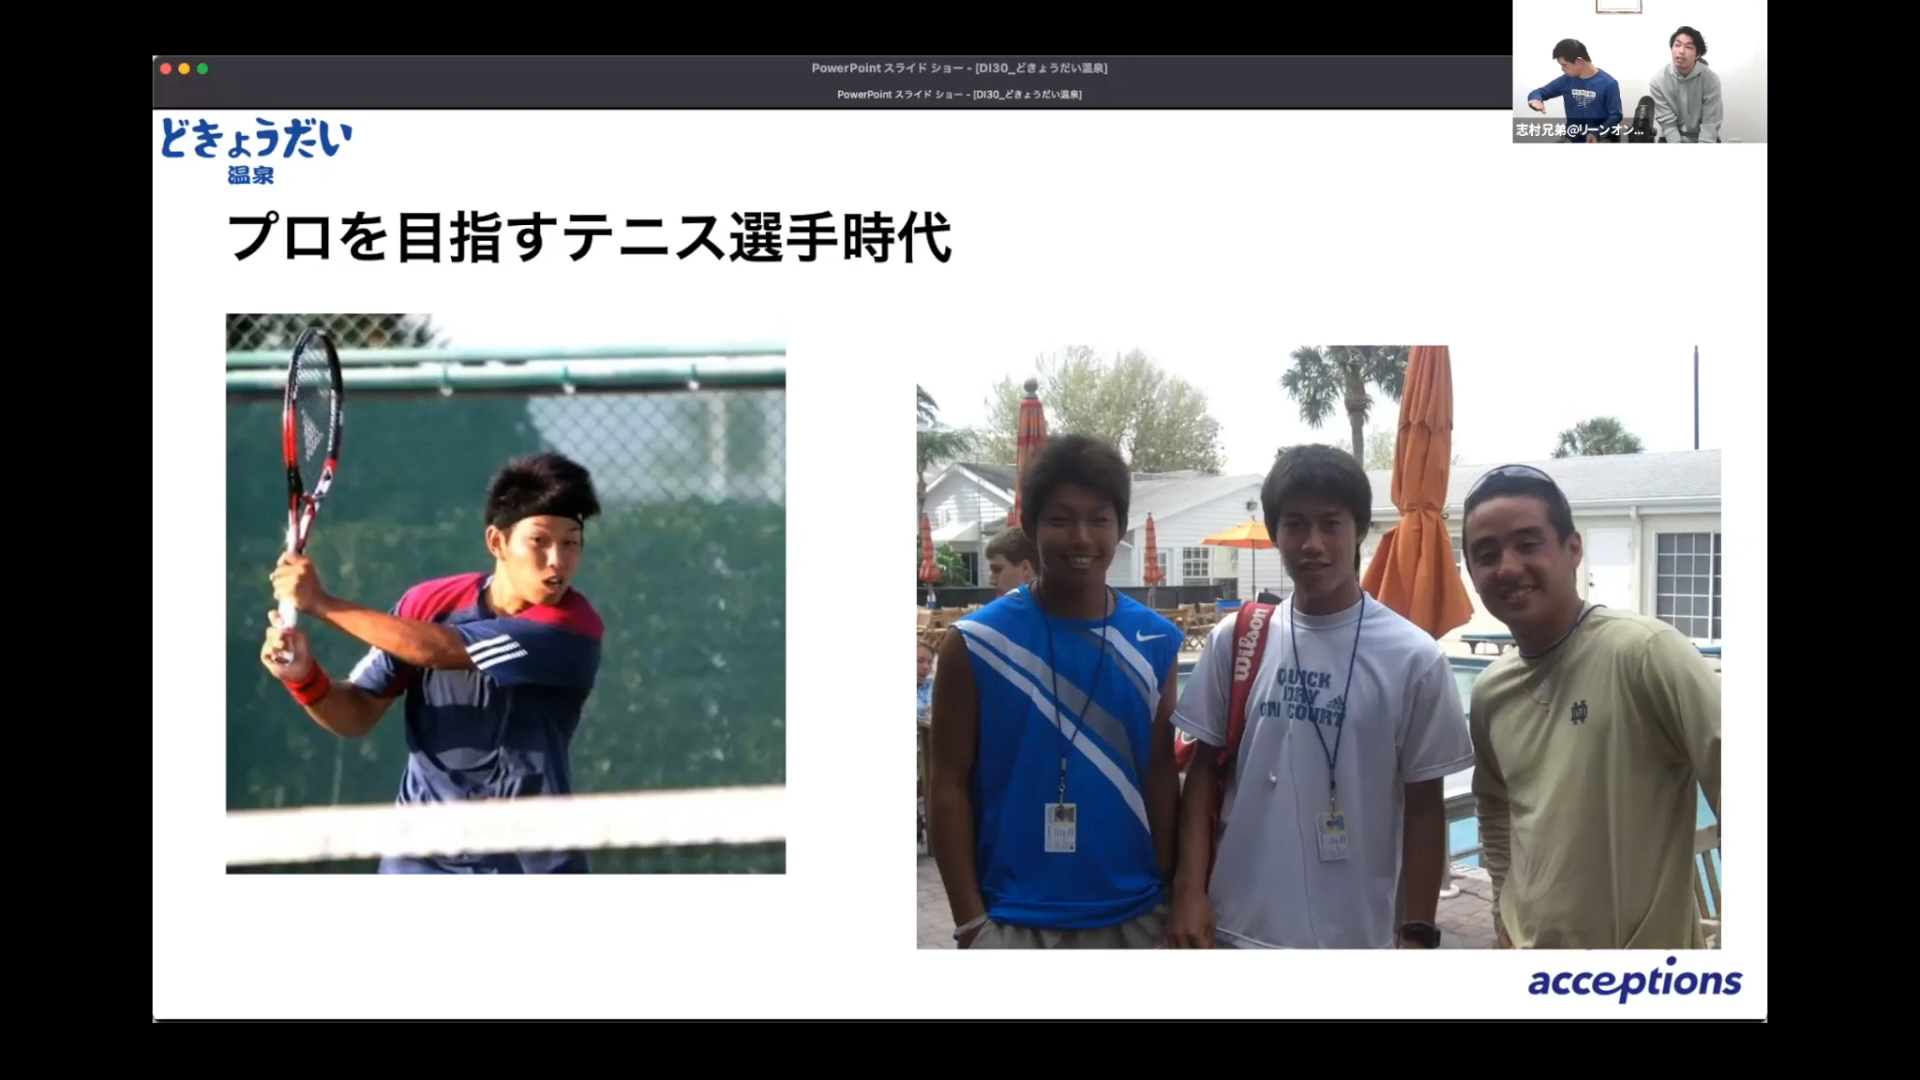 PowerPoint スライド ショー - [DI30_どきょうだい温泉]
PowerPoint スライド ショー - [DI30_どきょうだい温泉]
志村兄弟@リーンオン...
どきょうだい
温泉
プロを目指すテニス選手時代
Wilson
QUICK
DRY
ON COURT
acceptions